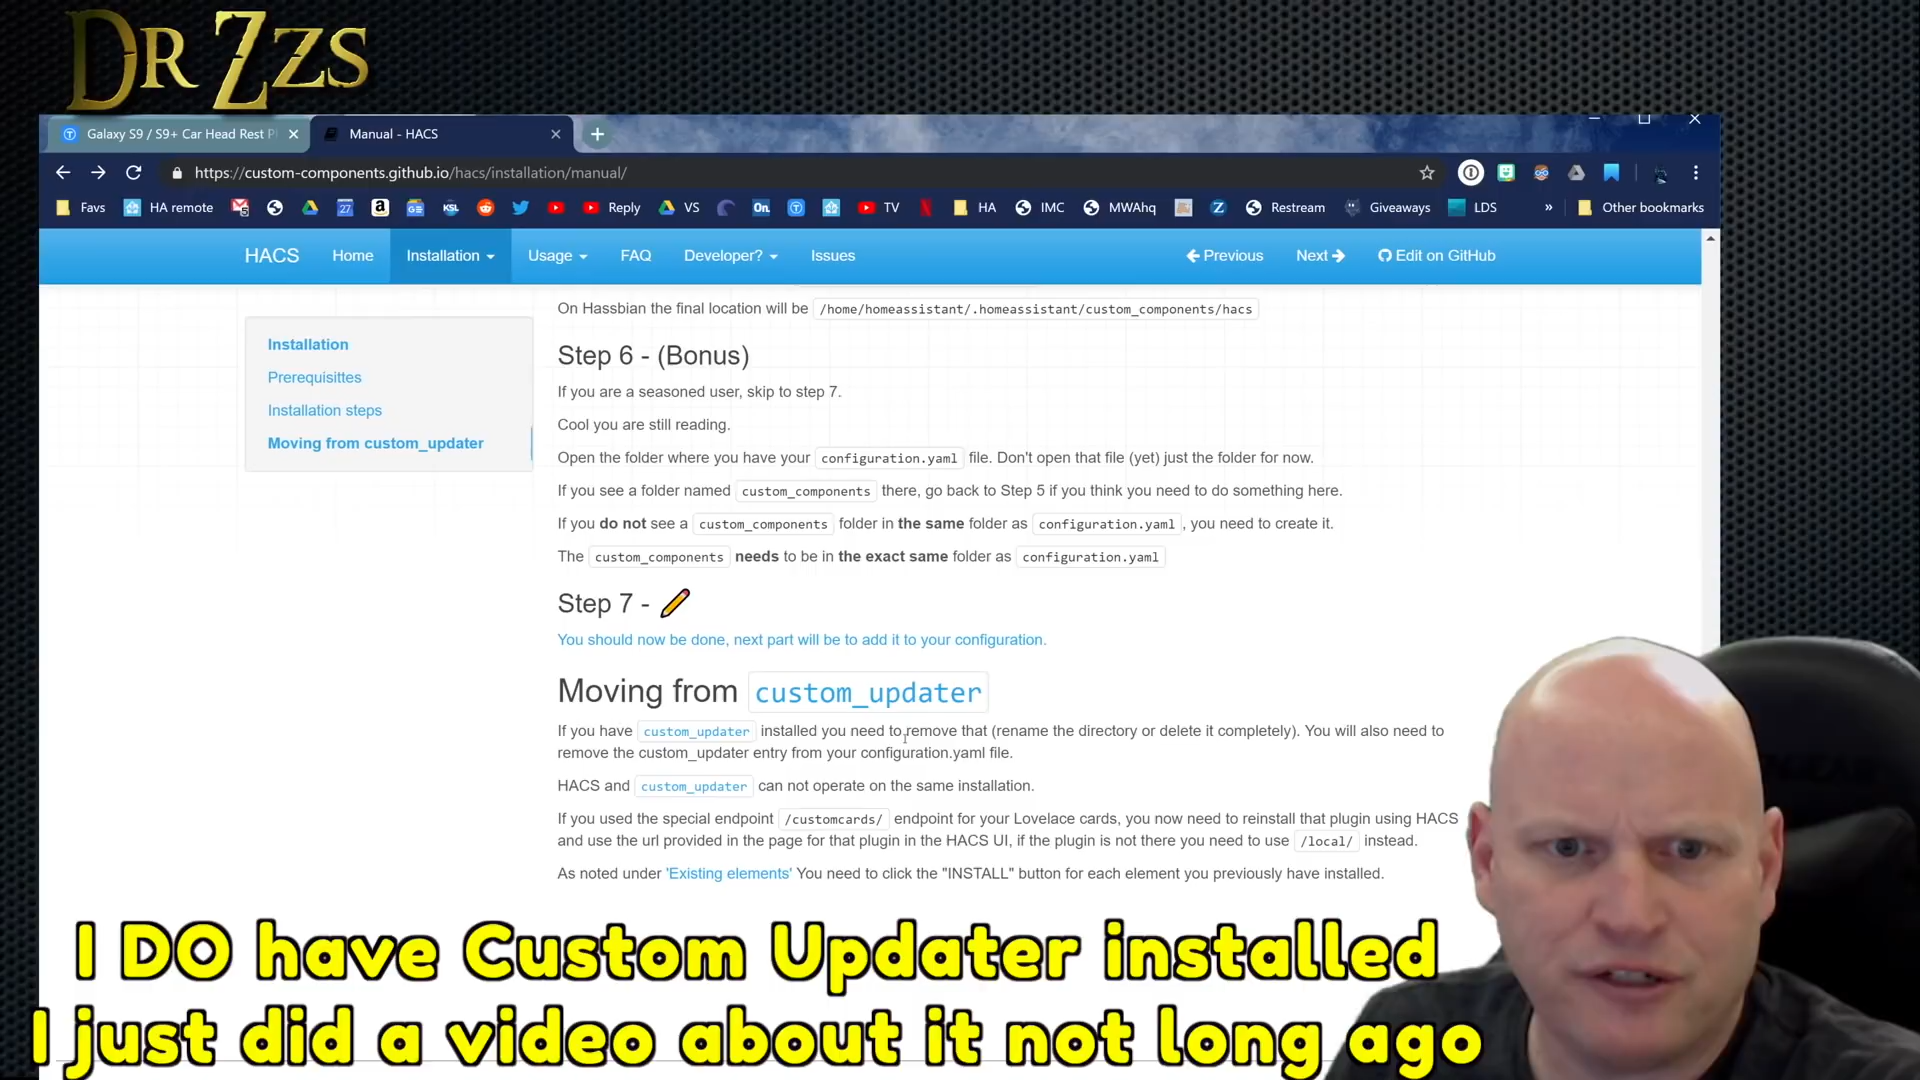 DR ZZS
Galaxy S9 / S9+ Car Head Rest P
Manual - HACS
https://custom-components.github.io/hacs/installation/manual/
Favs HA remote 27 On. Reply VS TV HA IMC MWAhq Z Restream Giveaways LDS » Other bookmarks
HACS Home Installation Usage FAQ Developer? Issues Previous Next Edit on GitHub
On Hassbian the final location will be /home/homeassistant/.homeassistant/custom_components/hacs
Installation
Prerequisittes
Installation steps
Moving from custom_updater
Step 6 - (Bonus)
If you are a seasoned user, skip to step 7.
Cool you are still reading.
Open the folder where you have your configuration.yaml file. Don't open that file (yet) just the folder for now.
If you see a folder named custom_components there, go back to Step 5 if you think you need to do something here.
If you do not see a custom_components folder in the same folder as configuration.yaml , you need to create it.
The custom_components needs to be in the exact same folder as configuration.yaml
Step 7 -
You should now be done, next part will be to add it to your configuration.
Moving from custom_updater
If you have custom_updater installed you need to remove that (rename the directory or delete it completely). You will also need to
remove the custom_updater entry from your configuration.yaml file.
HACS and custom_updater can not operate on the same installation.
If you used the special endpoint /customcards/ endpoint for your Lovelace cards, you now need to reinstall that plugin using HACS
and use the url provided in the page for that plugin in the HACS UI, if the plugin is not there you need to use /local/ instead.
As noted under 'Existing elements' You need to click the "INSTALL" button for each element you previously have installed.
I DO have Custom Updater installed
I just did a video about it not long ago